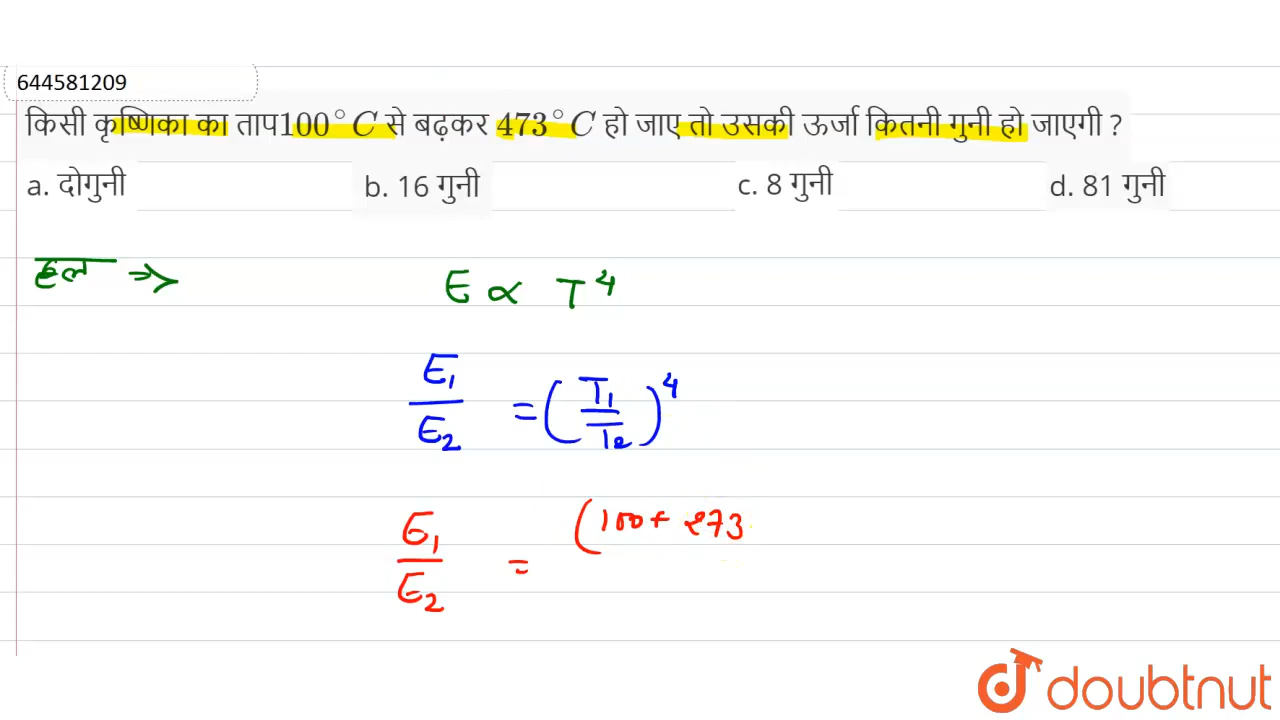 644581209
किसी कृष्णिका का ताप100°C से बढ़कर 473°C हो जाए तो उसकी ऊर्जा कितनी गुनी हो जाएगी ?
a. दोगुनी b. 16 गुनी c. 8 गुनी d. 81 गुनी
हल ⇒ E ∝ T⁴
E₁/E₂ = (T₁/T₂)⁴
E₁/E₂ = (100+ 273
doubtnut